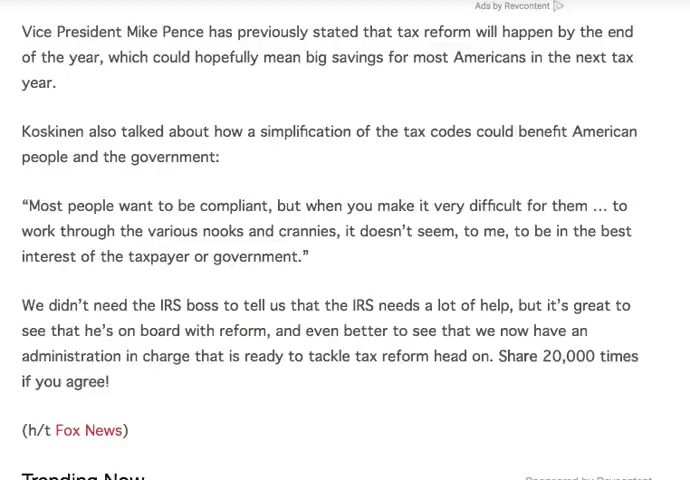 Ads by Revcontent
Vice President Mike Pence has previously stated that tax reform will happen by the end
of the year, which could hopefully mean big savings for most Americans in the next tax
year.
Koskinen also talked about how a simplification of the tax codes could benefit American
people and the government:
“Most people want to be compliant, but when you make it very difficult for them … to
work through the various nooks and crannies, it doesn’t seem, to me, to be in the best
interest of the taxpayer or government.”
We didn’t need the IRS boss to tell us that the IRS needs a lot of help, but it’s great to
see that he’s on board with reform, and even better to see that we now have an
administration in charge that is ready to tackle tax reform head on. Share 20,000 times
if you agree!
(h/t Fox News)
Trending Now
Sponsored by Revcontent